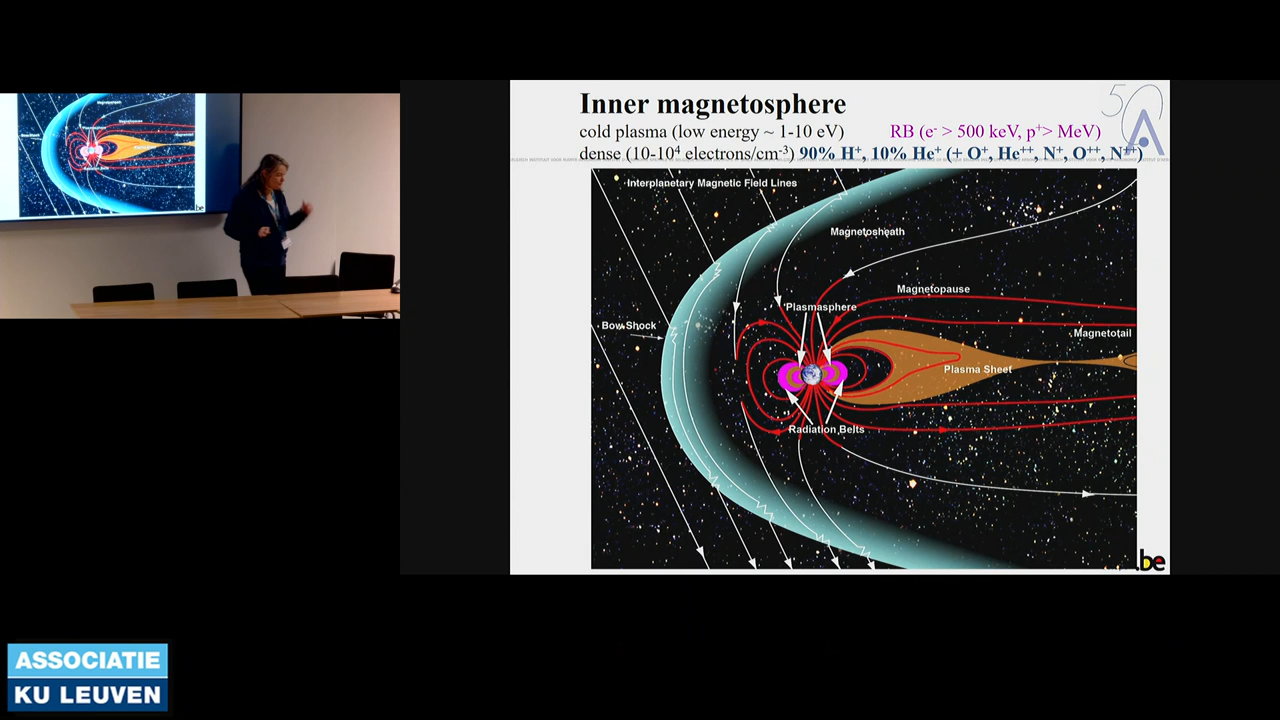 Inner magnetosphere
cold plasma (low energy ~ 1-10 eV) RB (e- > 500 keV, p+> MeV)
dense (10-10⁴ electrons/cm-³) 90% H+, 10% He+ (+ O+, He++, N+, O++, N++)
Interplanetary Magnetic Field Lines
Magnetosheath
Magnetopause
Plasmasphere
Bow Shock
Magnetotail
Plasma Sheet
Radiation Belts
.be
ASSOCIATIE
KU LEUVEN